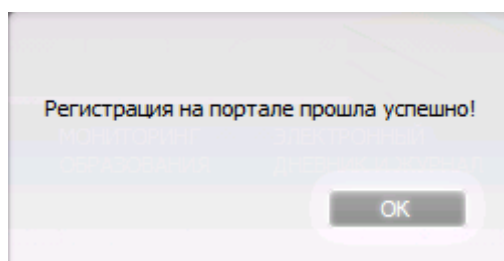 Регистрация на портале прошла успешно!
МОНИТОРИНГ ЭЛЕКТРОННЫЙ
ОБРАЗОВАНИЯ
OK